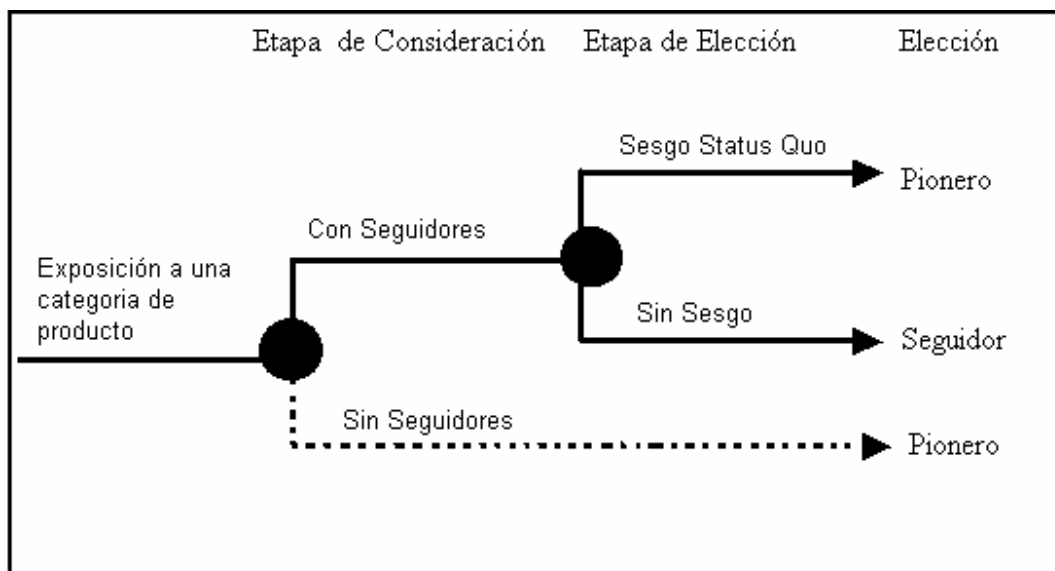 Etapa de Consideración
Etapa de Elección
Elección
Sesgo Status Quo
Pionero
Con Seguidores
Exposición a una
categoria de
producto
Sin Sesgo
Seguidor
Sin Seguidores
Pionero